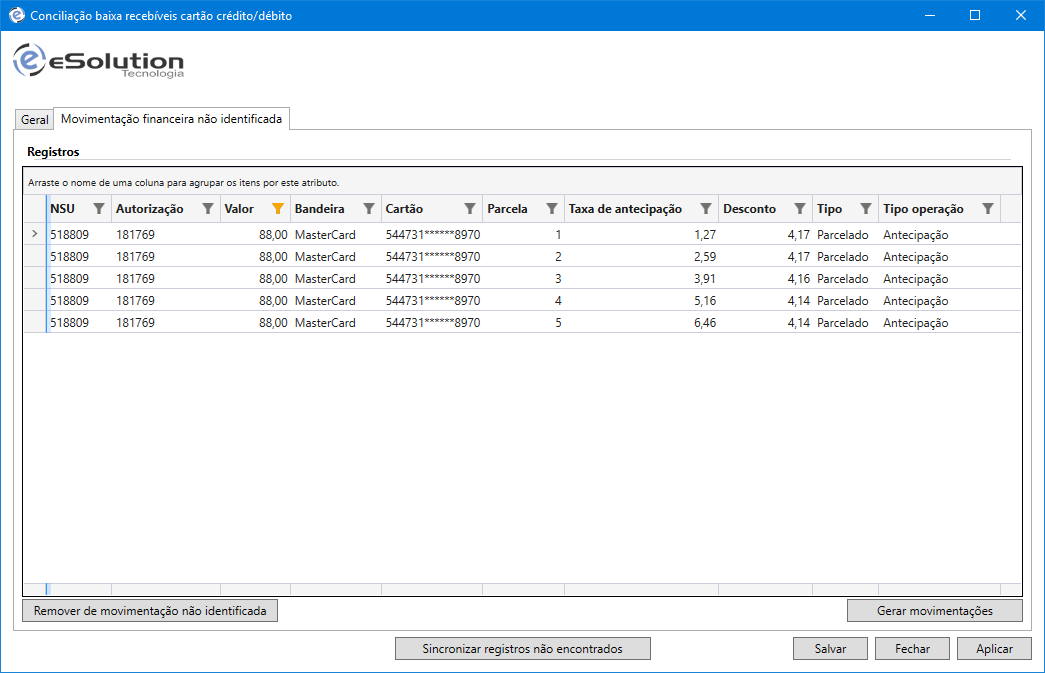 Conciliação baixa recebíveis cartão crédito/débito
eSolution
Tecnologia
Geral Movimentação financeira não identificada
Registros
Arraste o nome de uma coluna para agrupar os itens por este atributo.
NSU Autorização Valor Bandeira Cartão Parcela Taxa de antecipação Desconto Tipo Tipo operação
518809 181769 88,00 MasterCard 544731******8970 1 1,27 4,17 Parcelado Antecipação
518809 181769 88,00 MasterCard 544731******8970 2 2,59 4,17 Parcelado Antecipação
518809 181769 88,00 MasterCard 544731******8970 3 3,91 4,16 Parcelado Antecipação
518809 181769 88,00 MasterCard 544731******8970 4 5,16 4,14 Parcelado Antecipação
518809 181769 88,00 MasterCard 544731******8970 5 6,46 4,14 Parcelado Antecipação
Remover de movimentação não identificada Gerar movimentações
Sincronizar registros não encontrados Salvar Fechar Aplicar